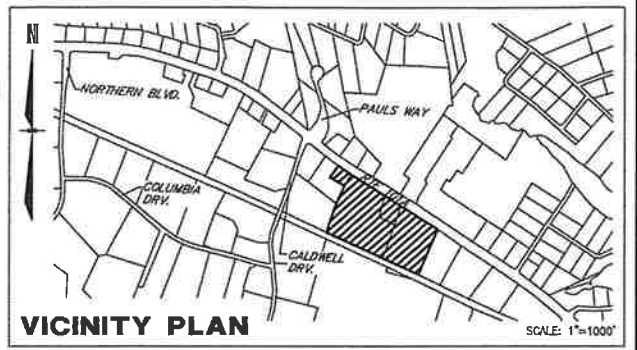 N
NORTHERN BLVD.
PAULS WAY
COLUMBIA
DRV.
CALDWELL
DRV.
VICINITY PLAN
SCALE: 1"=1000'